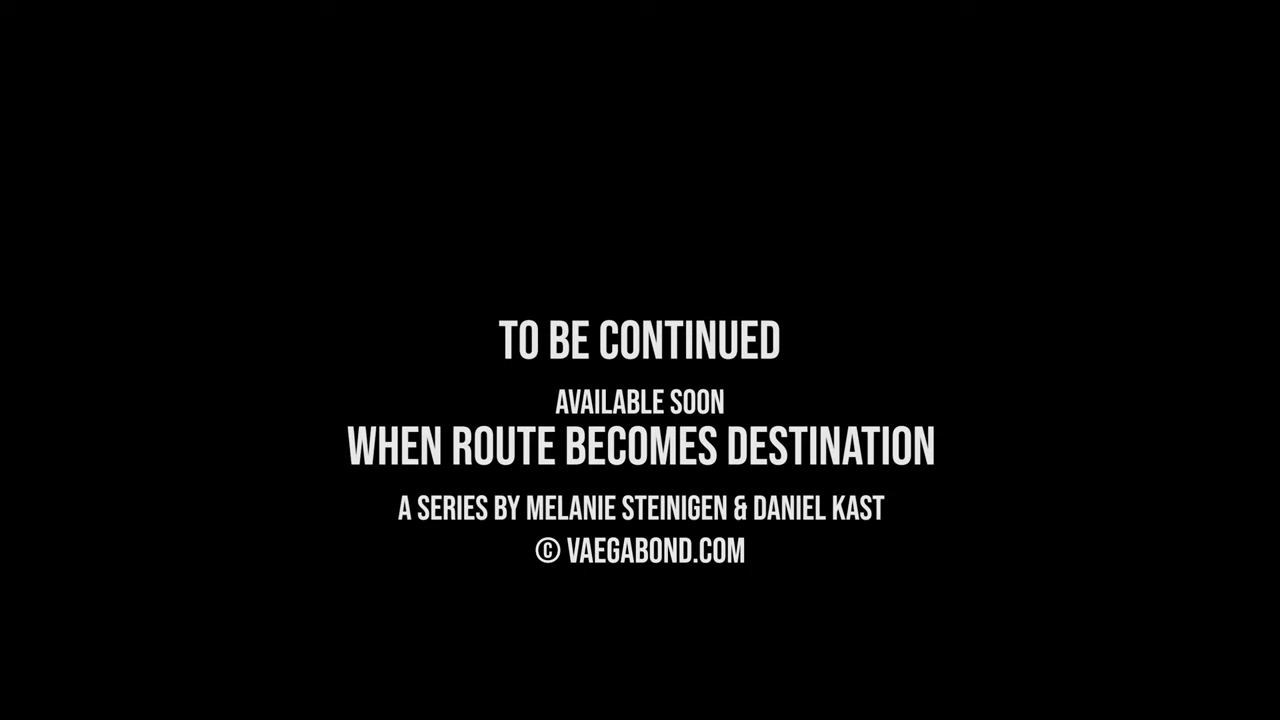 TO BE CONTINUED
AVAILABLE SOON
WHEN ROUTE BECOMES DESTINATION
A SERIES BY MELANIE STEINIGEN & DANIEL KAST
© VAEGABOND.COM